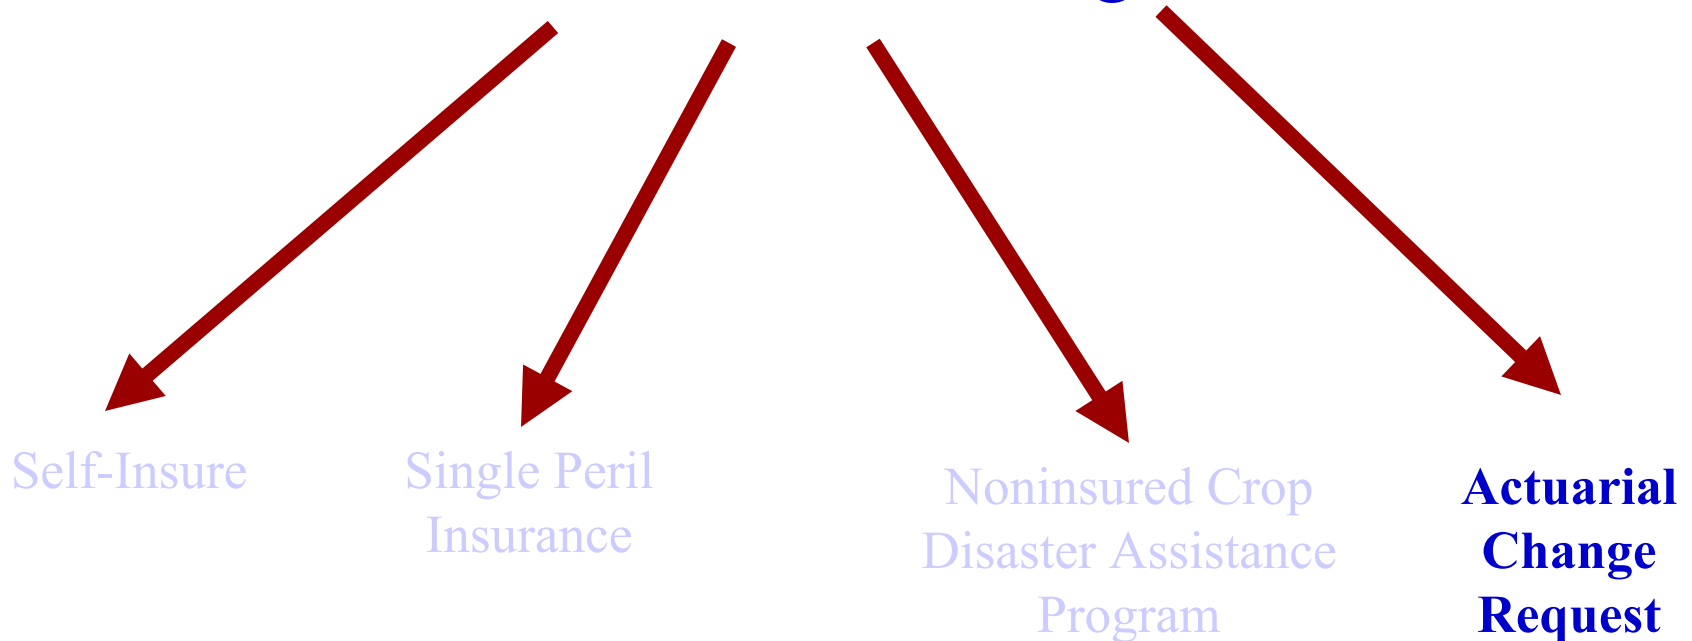 Self-Insure
Single Peril
Insurance
Noninsured Crop
Disaster Assistance
Program
Actuarial
Change
Request